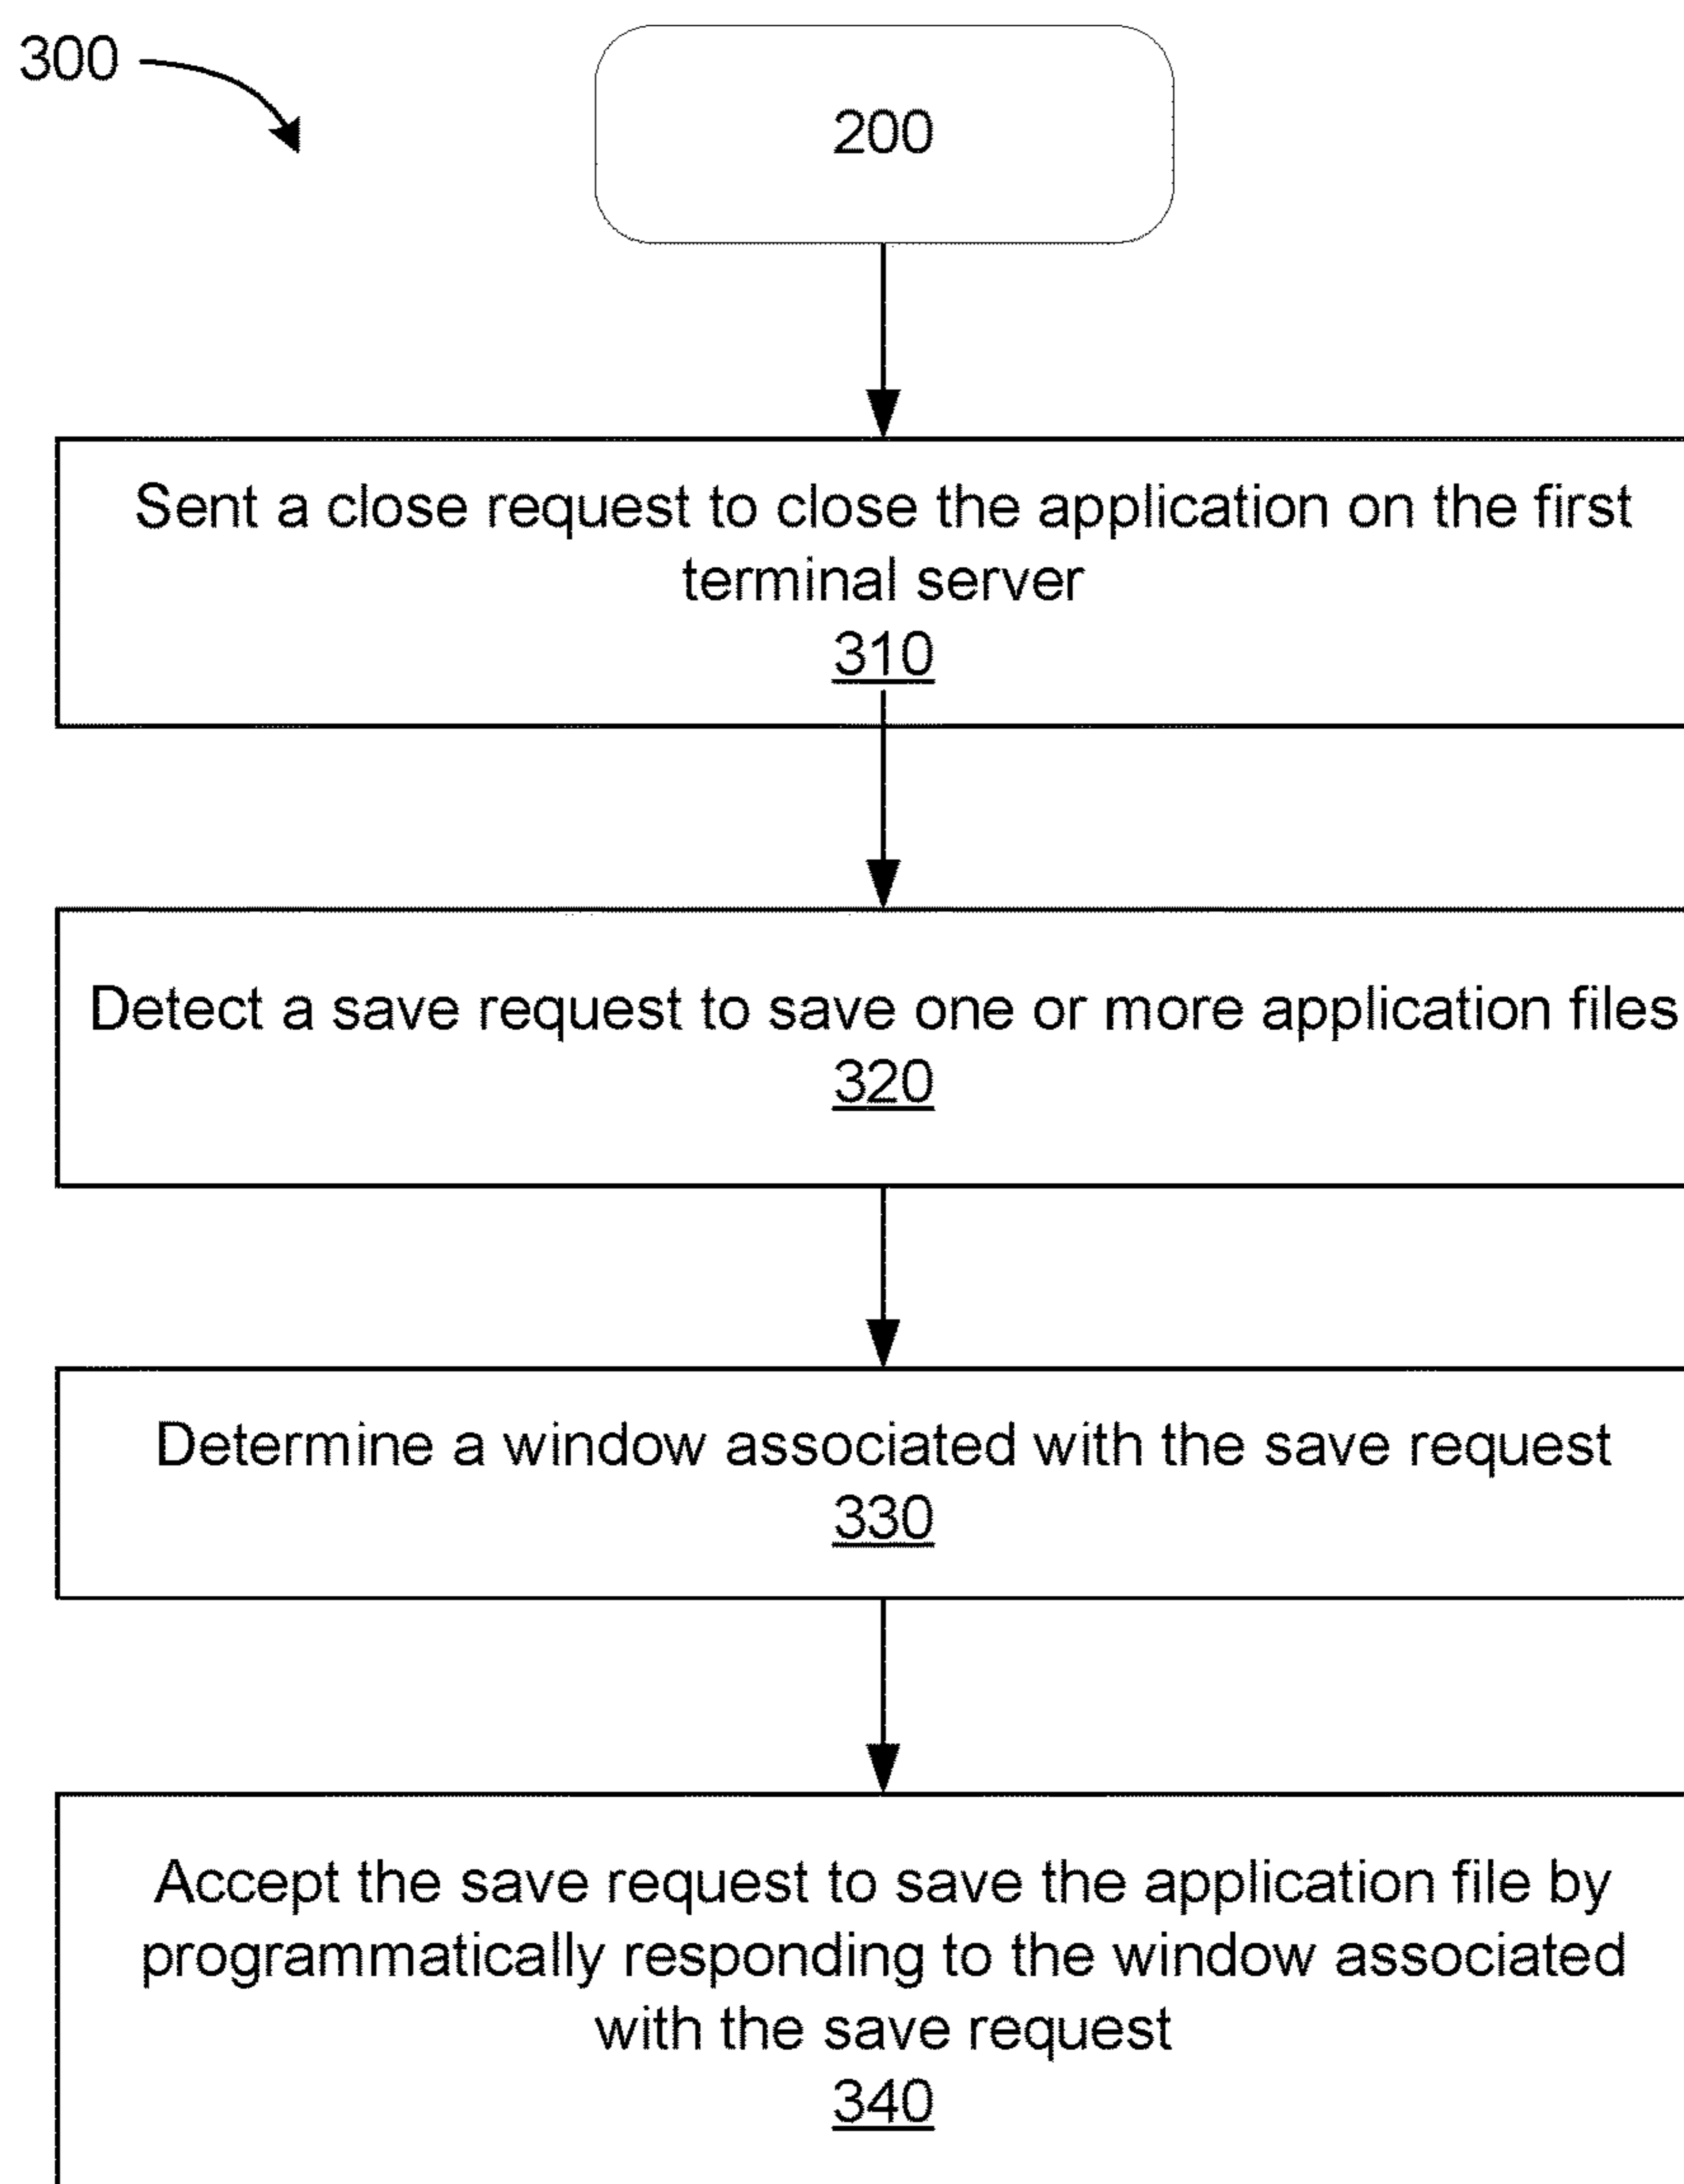 300
200
Sent a close request to close the application on the first
terminal server
310
Detect a save request to save one or more application files
320
Determine a window associated with the save request
330
Accept the save request to save the application file by
programmatically responding to the window associated
with the save request
340